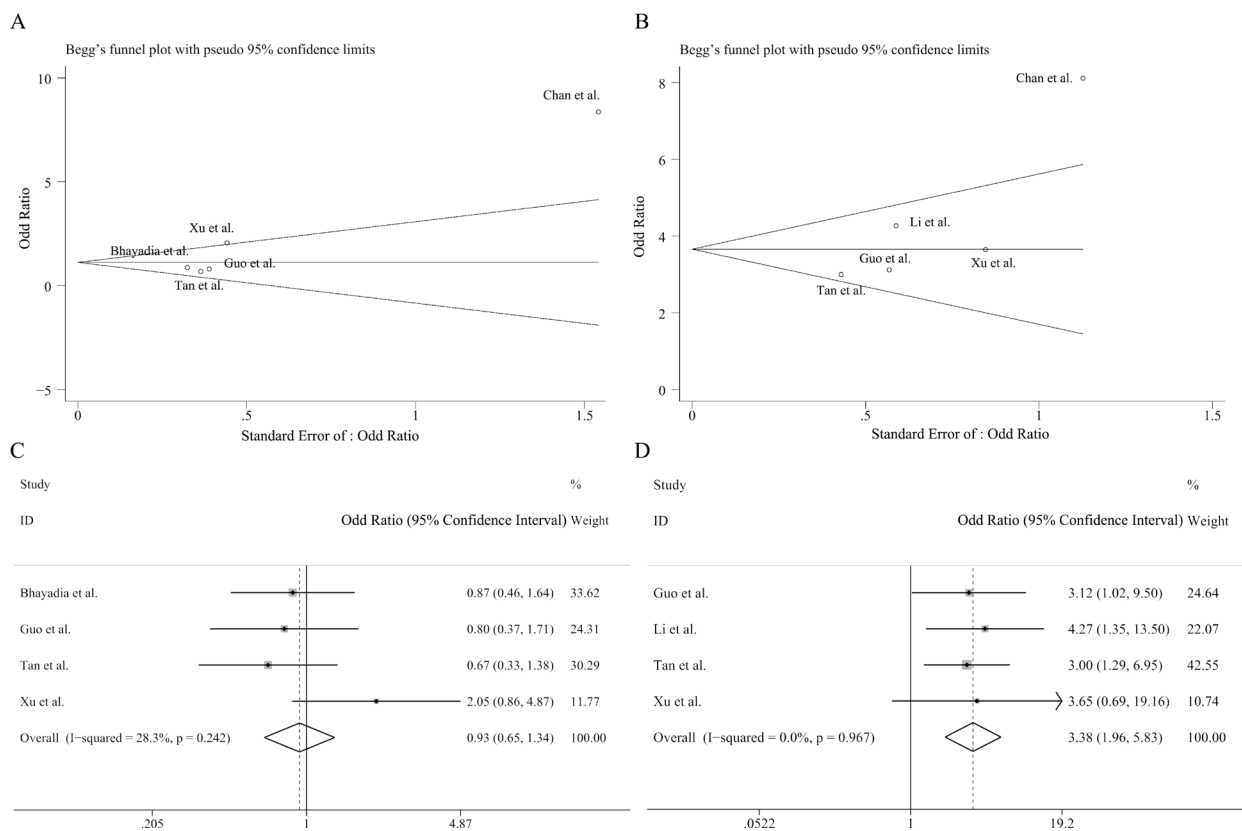 A
Begg's funnel plot with pseudo 95% confidence limits
10
5
0
−5
Odd Ratio
Chan et al.
Xu et al.
Bhayadia et al.
Guo et al.
Tan et al.
0
.5
1
1.5
Standard Error of : Odd Ratio
B
Begg's funnel plot with pseudo 95% confidence limits
8
6
4
2
0
Odd Ratio
Chan et al.
Li et al.
Guo et al.
Xu et al.
Tan et al.
0
.5
1
1.5
Standard Error of : Odd Ratio
C
Study %
ID Odd Ratio (95% Confidence Interval) Weight
Bhayadia et al. 0.87 (0.46, 1.64) 33.62
Guo et al. 0.80 (0.37, 1.71) 24.31
Tan et al. 0.67 (0.33, 1.38) 30.29
Xu et al. 2.05 (0.86, 4.87) 11.77
Overall (I−squared = 28.3%, p = 0.242) 0.93 (0.65, 1.34) 100.00
.205 1 4.87
D
Study %
ID Odd Ratio (95% Confidence Interval) Weight
Guo et al. 3.12 (1.02, 9.50) 24.64
Li et al. 4.27 (1.35, 13.50) 22.07
Tan et al. 3.00 (1.29, 6.95) 42.55
Xu et al. 3.65 (0.69, 19.16) 10.74
Overall (I−squared = 0.0%, p = 0.967) 3.38 (1.96, 5.83) 100.00
.0522 1 19.2